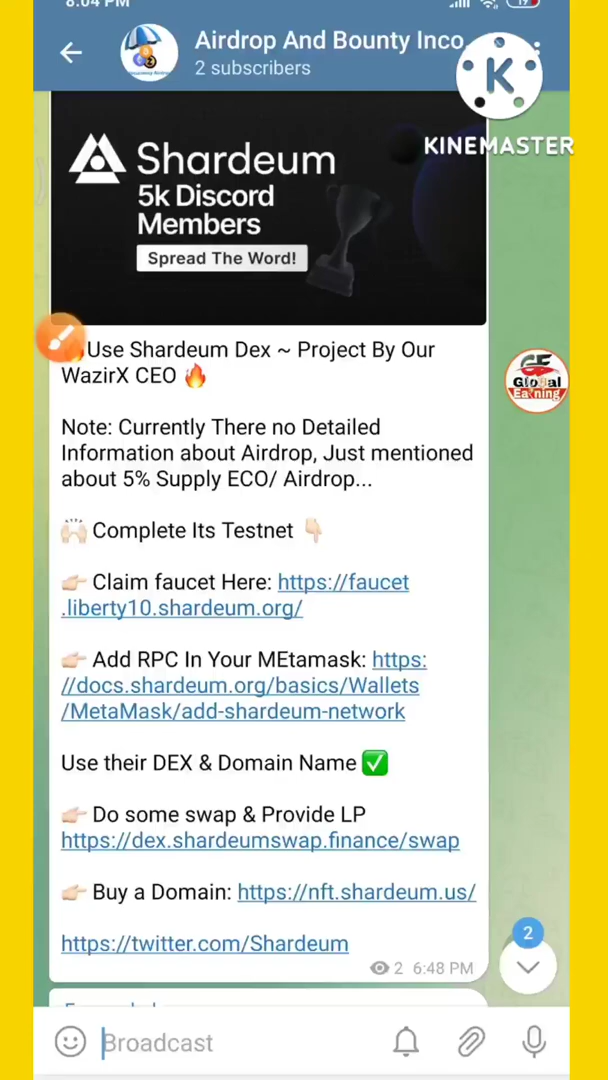 8:04 PM
19
Airdrop And Bounty Inco
2 subscribers
K
KINEMASTER
Shardeum
5k Discord
Members
Spread The Word!
🔥Use Shardeum Dex ~ Project By Our
WazirX CEO 🔥
Global
Earning
Note: Currently There no Detailed
Information about Airdrop, Just mentioned
about 5% Supply ECO/ Airdrop...
🙌🏻 Complete Its Testnet 👇🏻
👉🏻 Claim faucet Here: https://faucet
.liberty10.shardeum.org/
👉🏻 Add RPC In Your MEtamask: https:
//docs.shardeum.org/basics/Wallets
/MetaMask/add-shardeum-network
Use their DEX & Domain Name ✅
👉🏻 Do some swap & Provide LP
https://dex.shardeumswap.finance/swap
👉🏻 Buy a Domain: https://nft.shardeum.us/
https://twitter.com/Shardeum
2
2 6:48 PM
Broadcast